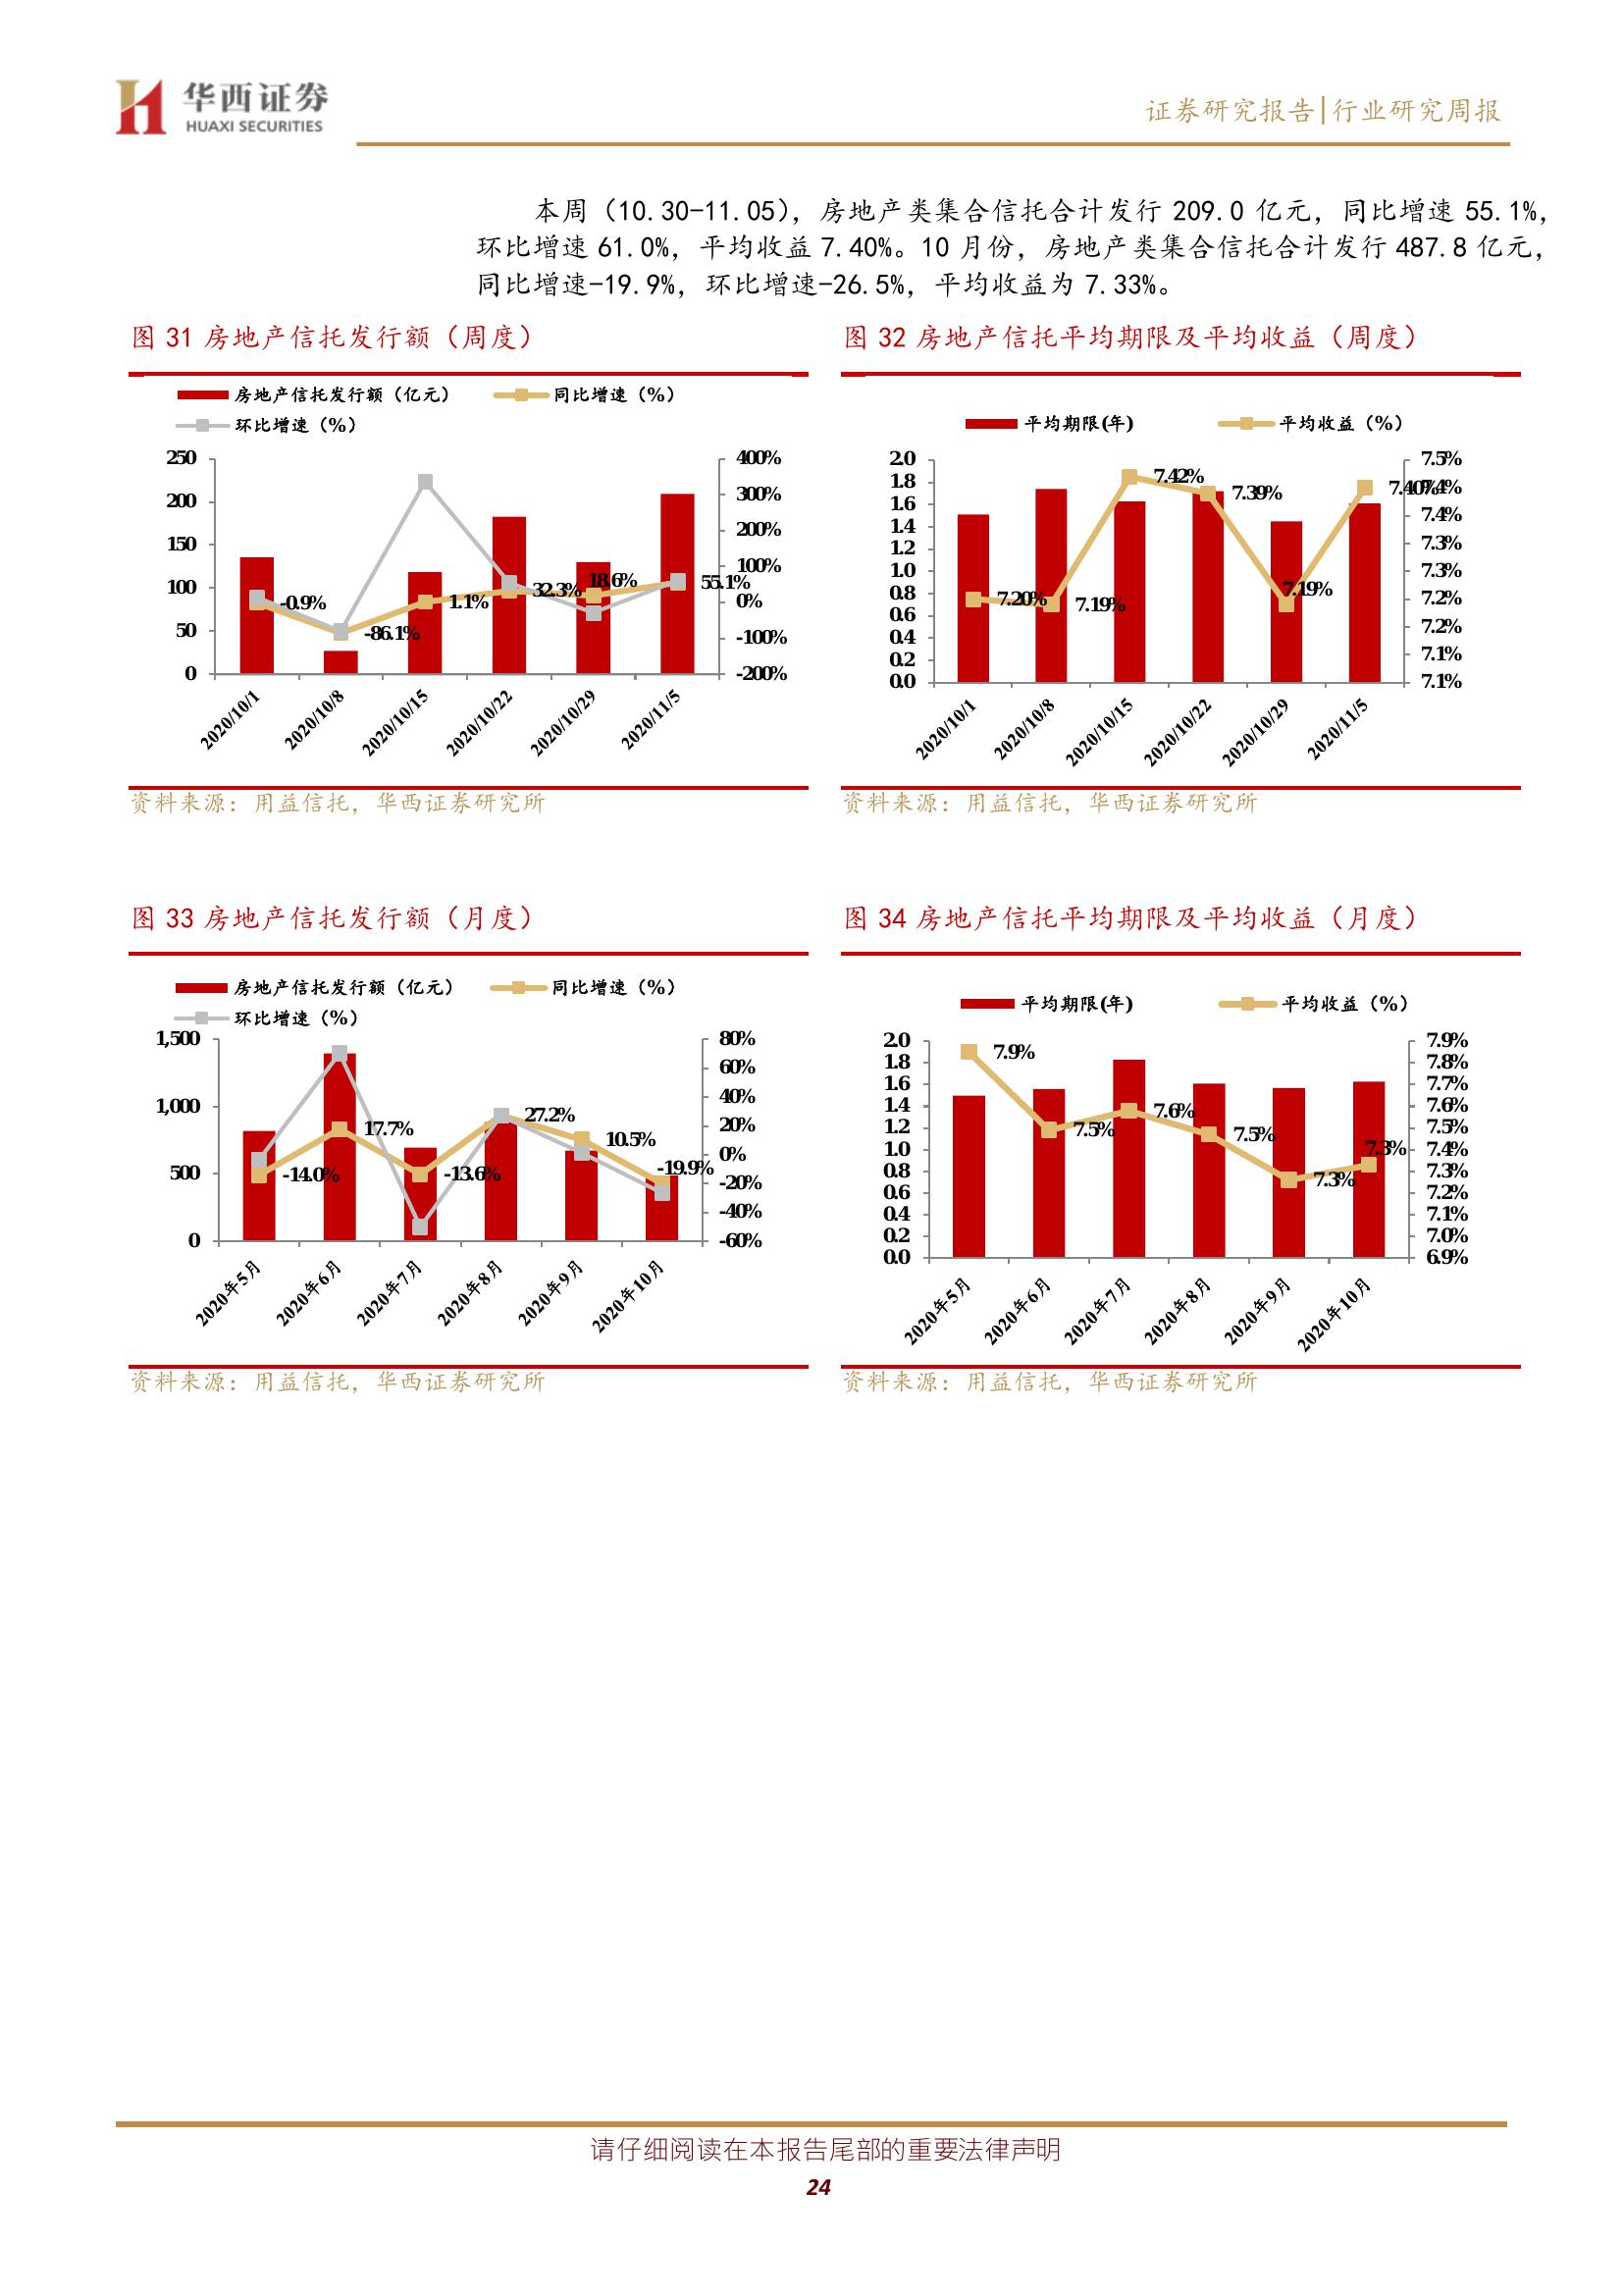 华西证券
HUAXI SECURITIES
证券研究报告|行业研究周报
本周（10.30-11.05），房地产类集合信托合计发行 209.0 亿元，同比增速 55.1%，
环比增速 61.0%，平均收益 7.40%。10 月份，房地产类集合信托合计发行 487.8 亿元，
同比增速-19.9%，环比增速-26.5%，平均收益为 7.33%。
图 31 房地产信托发行额（周度）
房地产信托发行额（亿元）
同比增速（%）
环比增速（%）
250
200
150
100
50
0
400%
300%
200%
100%
0%
-100%
-200%
-0.9%
-86.1%
1.1%
32.3%
18.6%
55.1%
2020/10/1
2020/10/8
2020/10/15
2020/10/22
2020/10/29
2020/11/5
资料来源：用益信托，华西证券研究所
图 32 房地产信托平均期限及平均收益（周度）
平均期限(年)
平均收益（%）
2.0
1.8
1.6
1.4
1.2
1.0
0.8
0.6
0.4
0.2
0.0
7.5%
7.4%
7.4%
7.3%
7.3%
7.2%
7.2%
7.1%
7.1%
7.20%
7.19%
7.42%
7.39%
7.19%
7.40%
2020/10/1
2020/10/8
2020/10/15
2020/10/22
2020/10/29
2020/11/5
资料来源：用益信托，华西证券研究所
图 33 房地产信托发行额（月度）
房地产信托发行额（亿元）
同比增速（%）
环比增速（%）
1,500
1,000
500
0
80%
60%
40%
20%
0%
-20%
-40%
-60%
-14.0%
17.7%
-13.6%
27.2%
10.5%
-19.9%
2020年5月
2020年6月
2020年7月
2020年8月
2020年9月
2020年10月
资料来源：用益信托，华西证券研究所
图 34 房地产信托平均期限及平均收益（月度）
平均期限(年)
平均收益（%）
2.0
1.8
1.6
1.4
1.2
1.0
0.8
0.6
0.4
0.2
0.0
7.9%
7.8%
7.7%
7.6%
7.5%
7.4%
7.3%
7.2%
7.1%
7.0%
6.9%
7.9%
7.5%
7.6%
7.5%
7.3%
7.3%
2020年5月
2020年6月
2020年7月
2020年8月
2020年9月
2020年10月
资料来源：用益信托，华西证券研究所
请仔细阅读在本报告尾部的重要法律声明
24